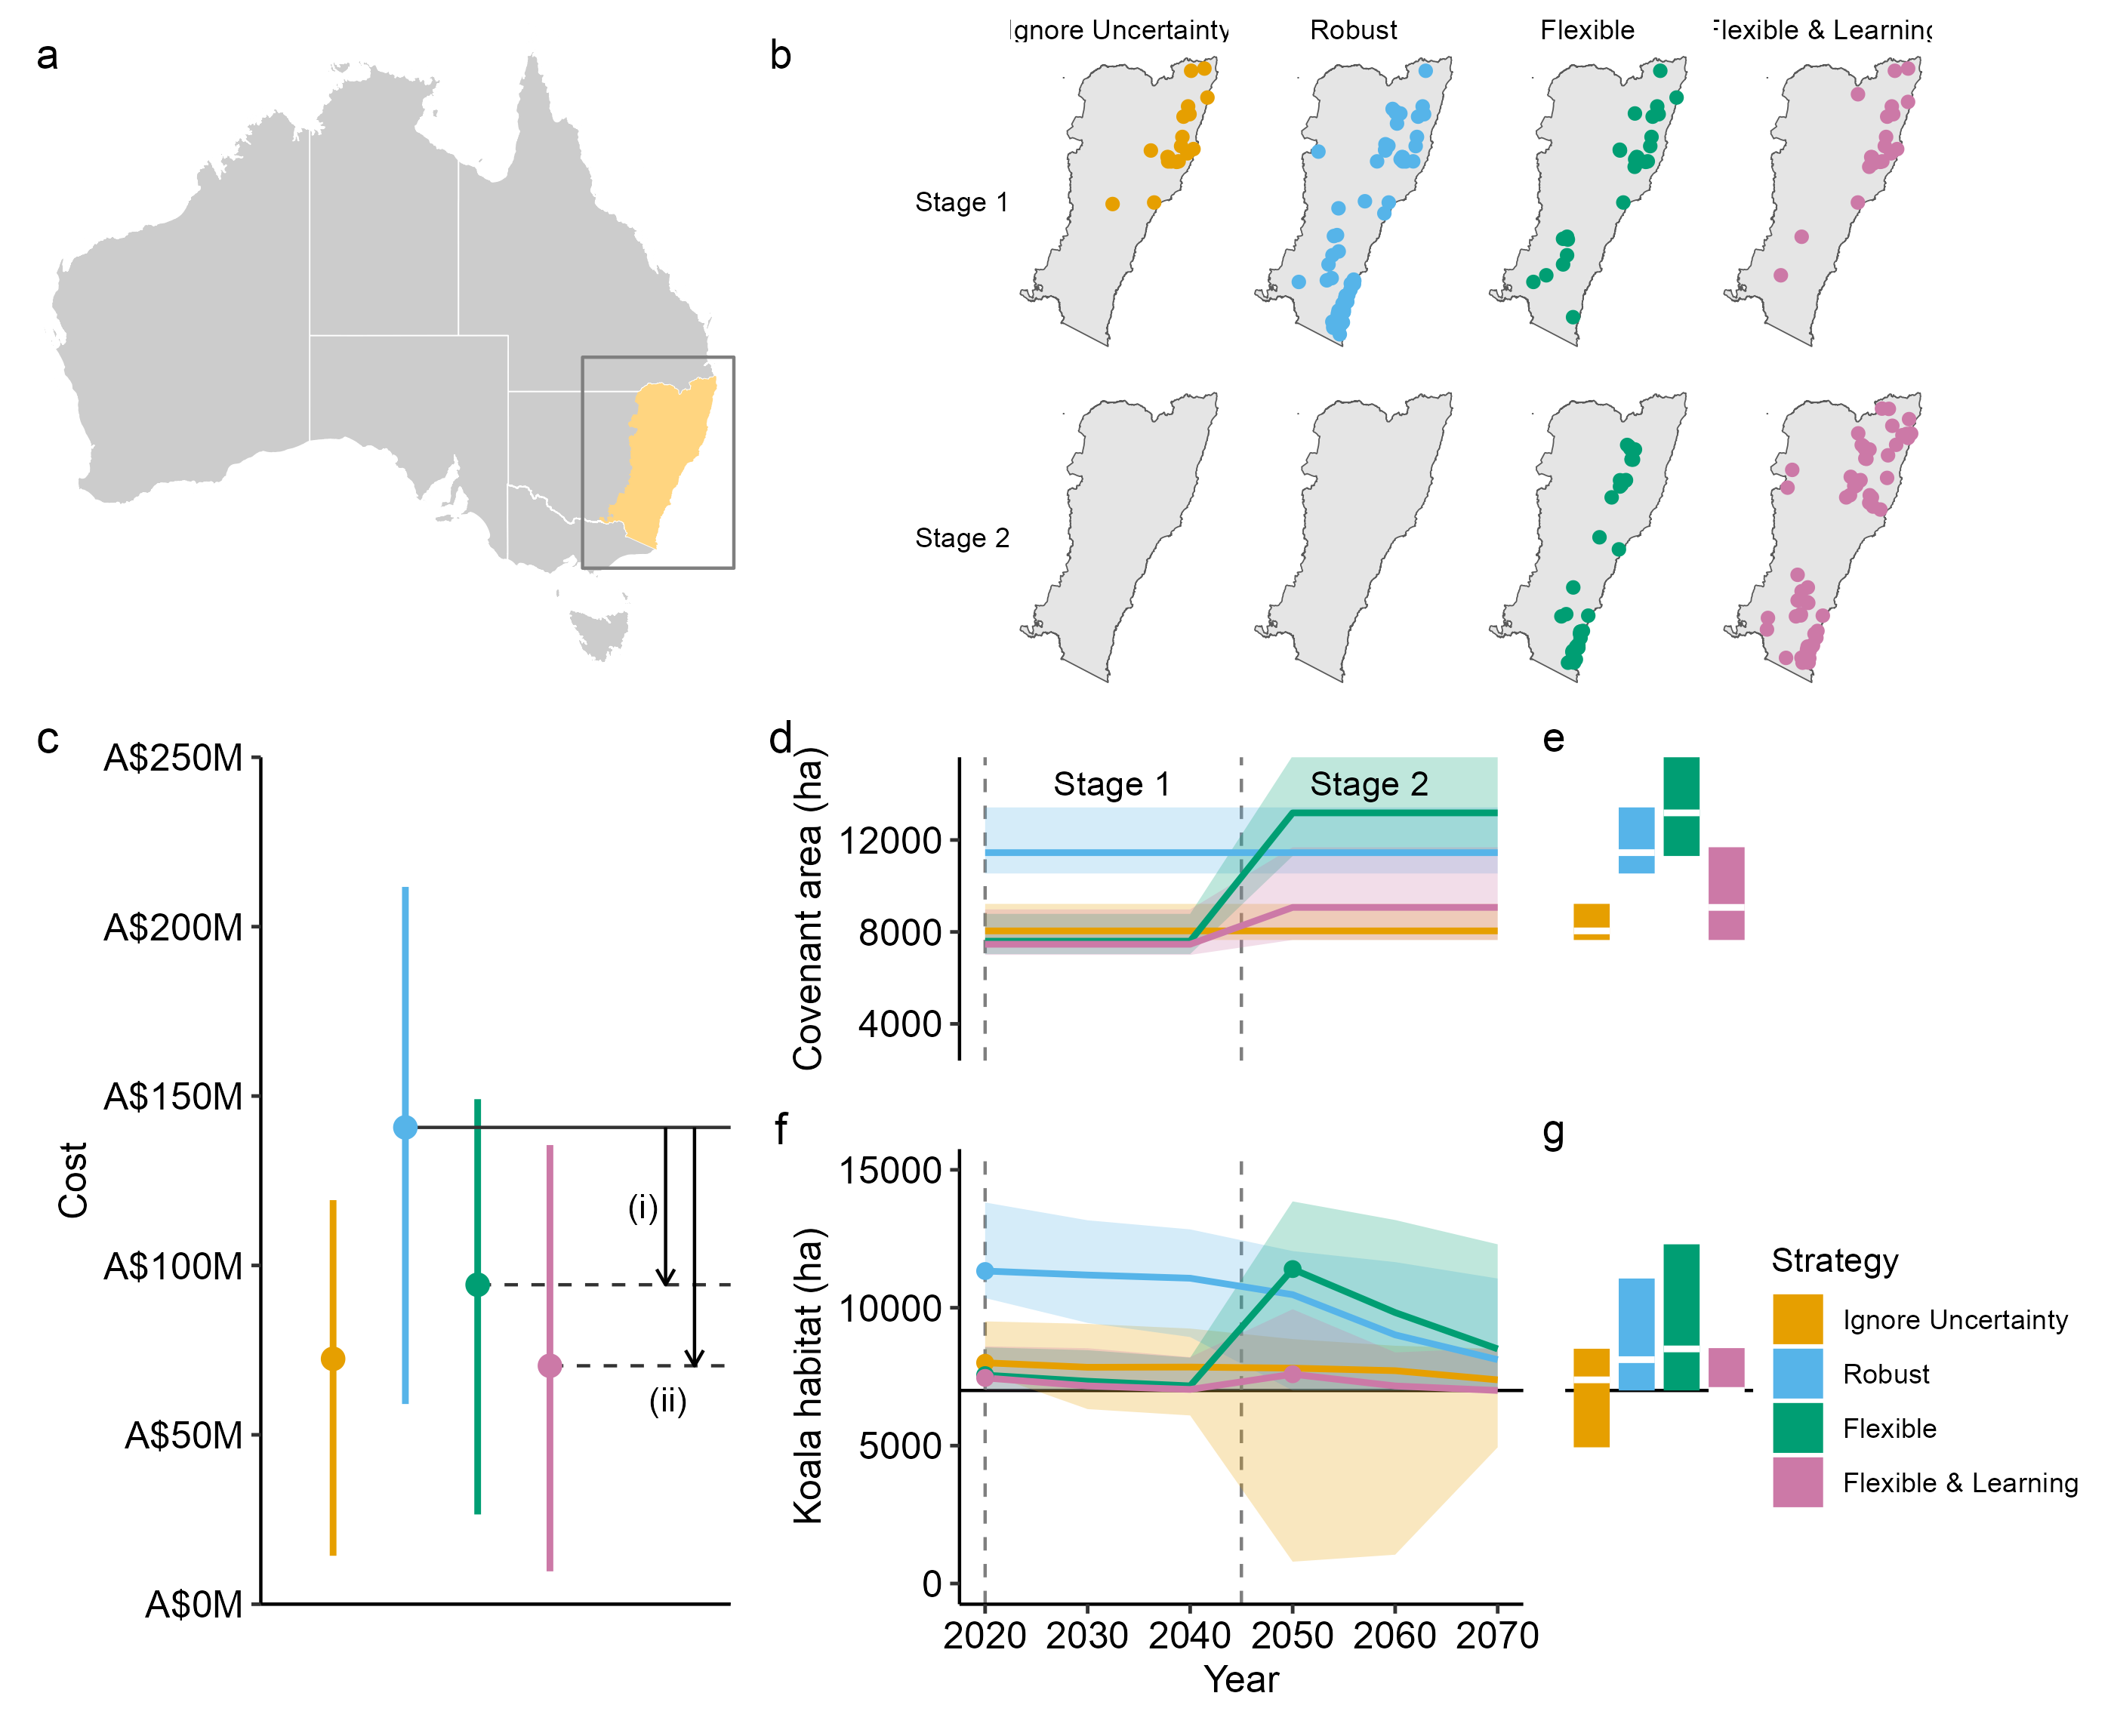 a
b
Ignore Uncertainty
Robust
Flexible
Flexible & Learning
Stage 1
Stage 2
c
A$250M
A$200M
A$150M
A$100M
A$50M
A$0M
Cost
(i)
(ii)
d
Covenant area (ha)
12000
8000
4000
Stage 1
Stage 2
e
f
Koala habitat (ha)
15000
10000
5000
0
2020 2030 2040 2050 2060 2070
Year
g
Strategy
Ignore Uncertainty
Robust
Flexible
Flexible & Learning